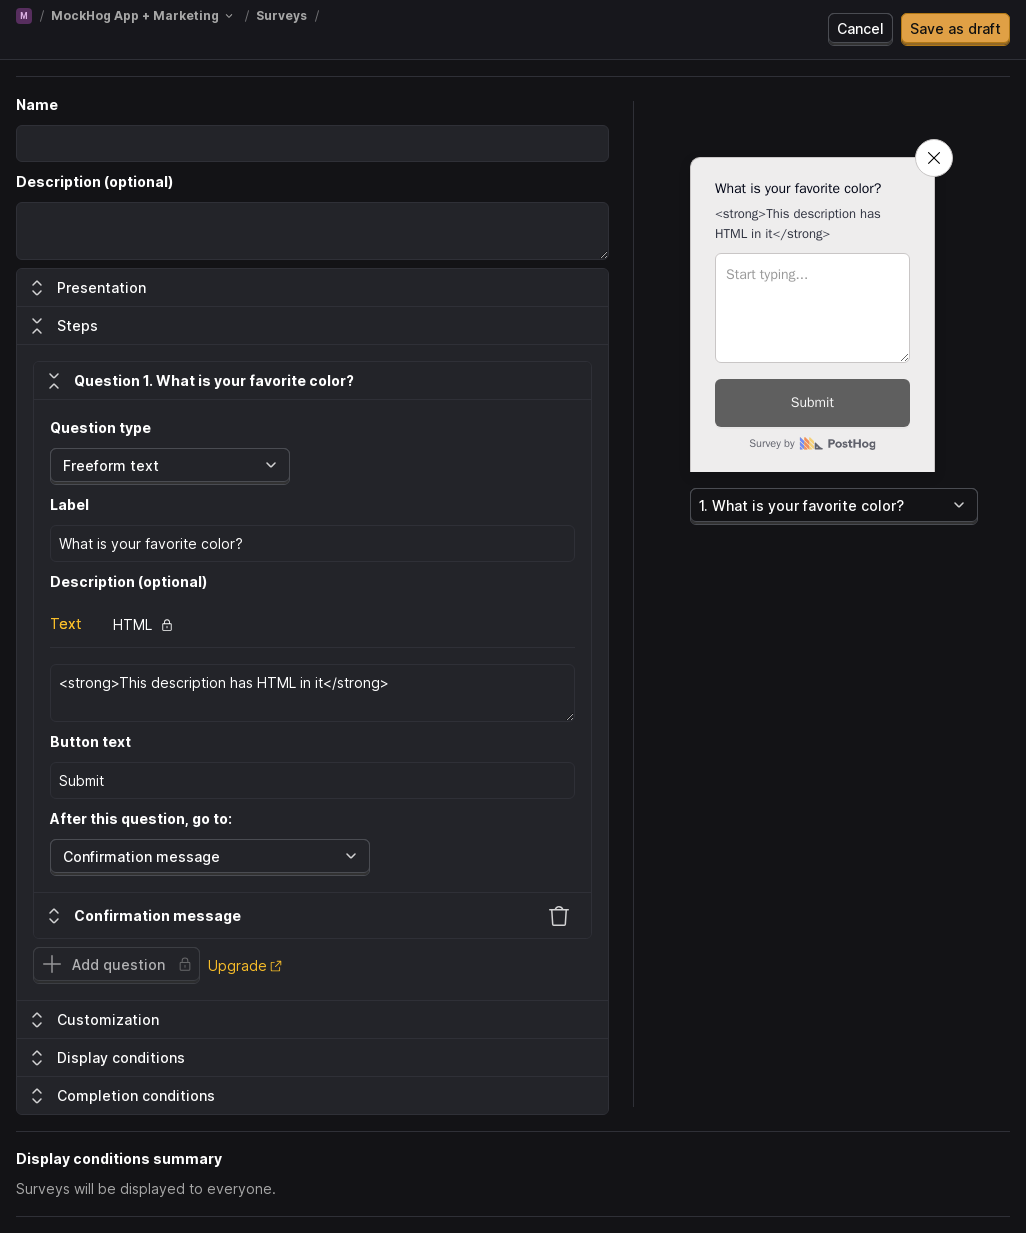 M / MockHog App + Marketing / Surveys /
Cancel
Save as draft
Name
Description (optional)
Presentation
Steps
Question 1. What is your favorite color?
Question type
Freeform text
Label
What is your favorite color?
Description (optional)
Text
HTML
<strong>This description has HTML in it</strong>
Button text
Submit
After this question, go to:
Confirmation message
Confirmation message
Add question
Upgrade
Customization
Display conditions
Completion conditions
What is your favorite color?
<strong>This description has
HTML in it</strong>
Start typing...
Submit
Survey by PostHog
1. What is your favorite color?
Display conditions summary
Surveys will be displayed to everyone.